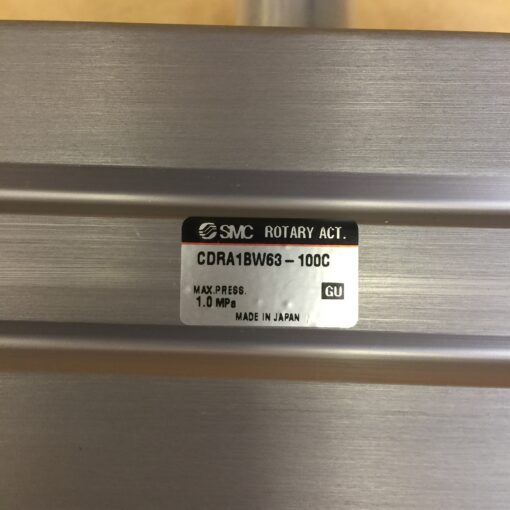 SMC ROTARY ACT.
CDRA1BW63-100C
MAX.PRESS.
1.0 MPa
GU
MADE IN JAPAN